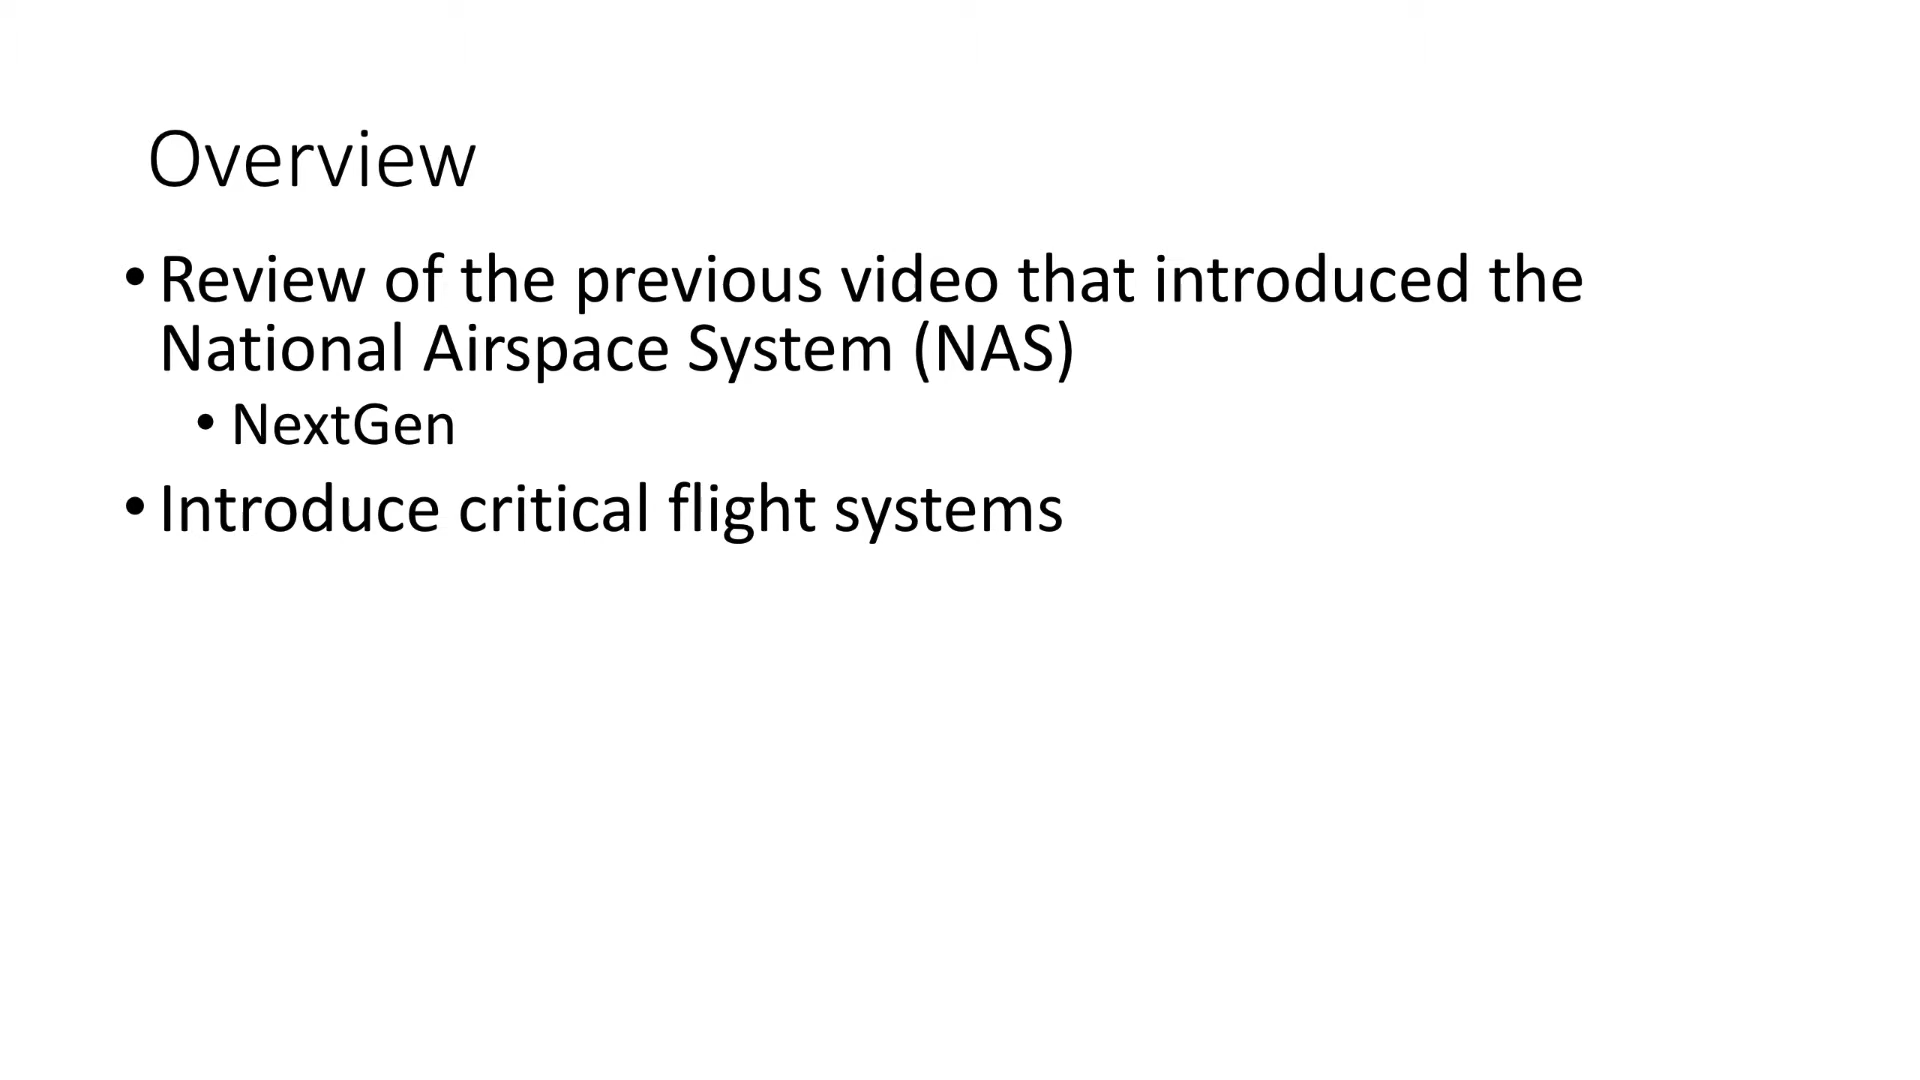 Overview
• Review of the previous video that introduced the
National Airspace System (NAS)
• NextGen
• Introduce critical flight systems